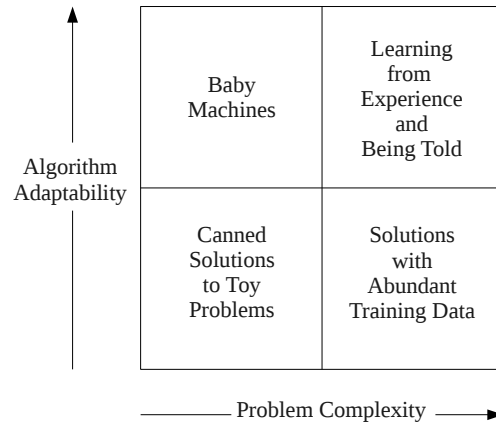 Baby
Machines
Learning
from
Experience
and
Being Told
Algorithm
Adaptability
Canned
Solutions
to Toy
Problems
Solutions
with
Abundant
Training Data
Problem Complexity